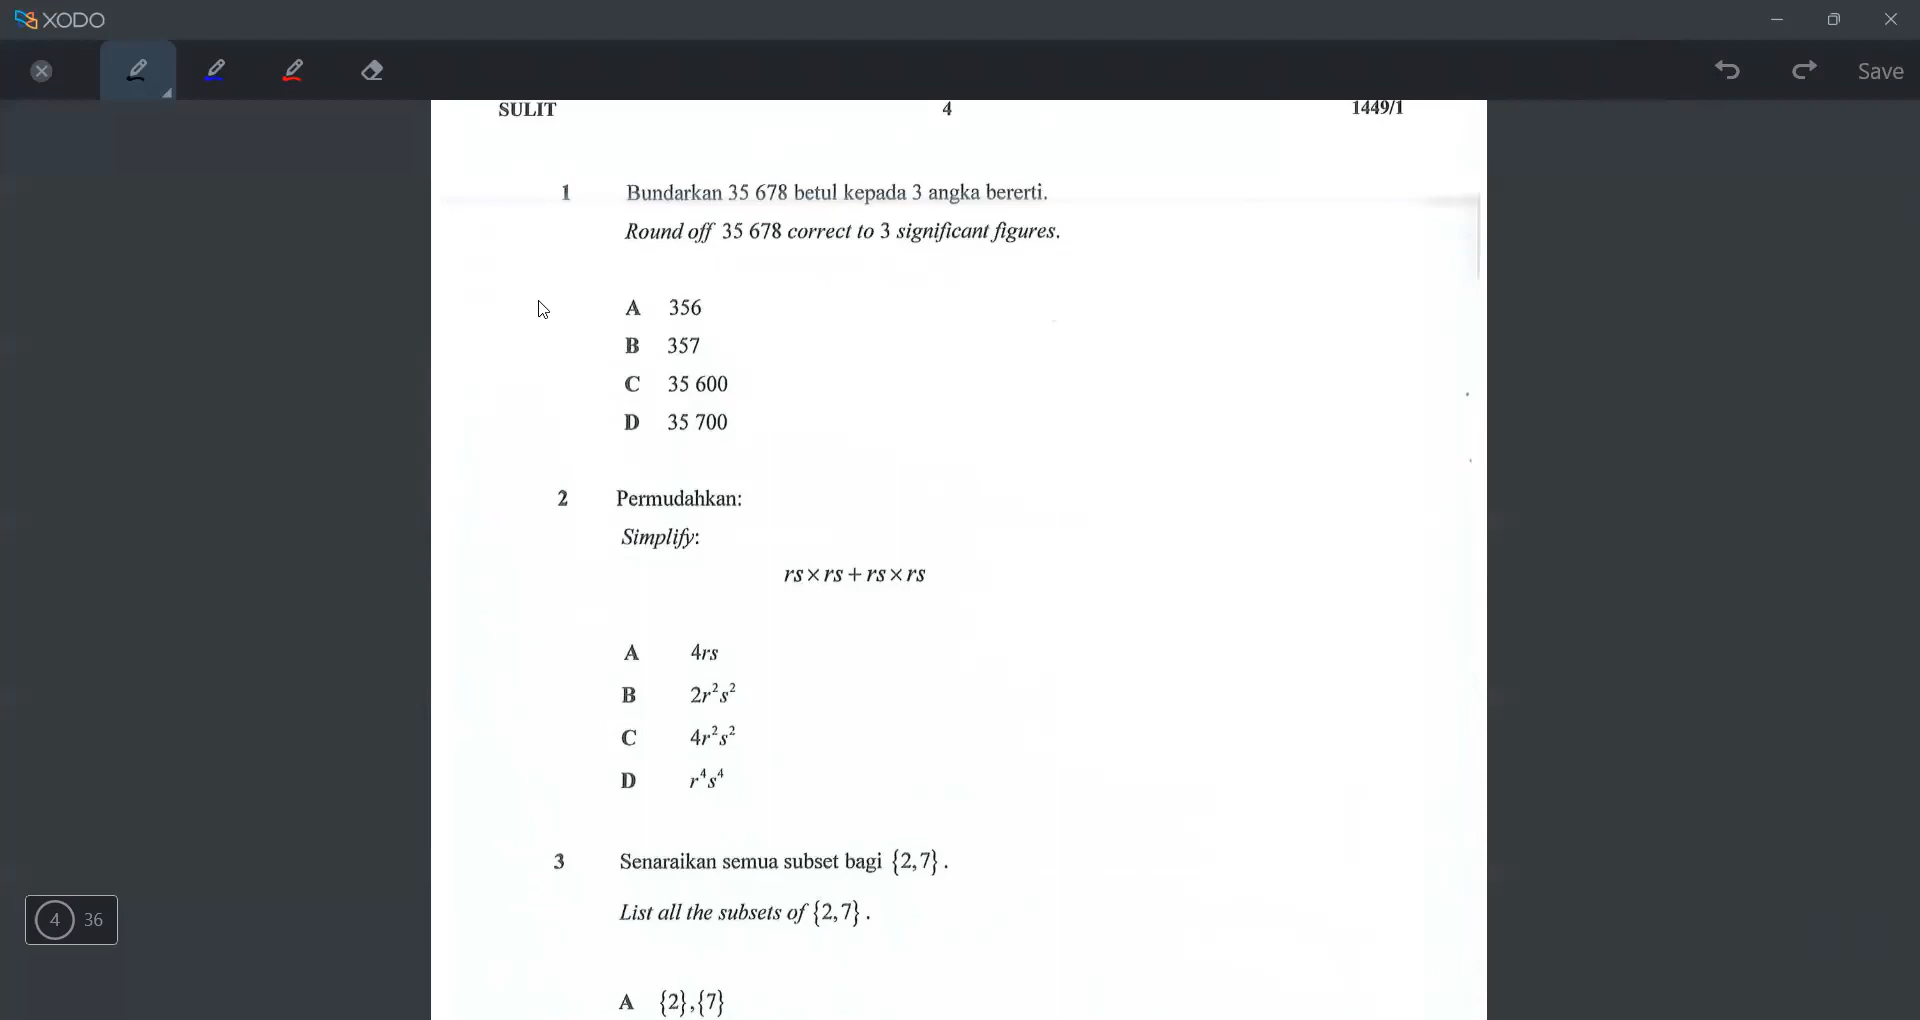 XODO
Save
SULIT 4 1449/1
1 Bundarkan 35 678 betul kepada 3 angka bererti.
Round off 35 678 correct to 3 significant figures.
A 356
B 357
C 35 600
D 35 700
2 Permudahkan:
Simplify:
rs × rs + rs × rs
A 4rs
B 2r²s²
C 4r²s²
D r⁴s⁴
3 Senaraikan semua subset bagi {2,7} .
List all the subsets of {2,7} .
A {2},{7}
4 36